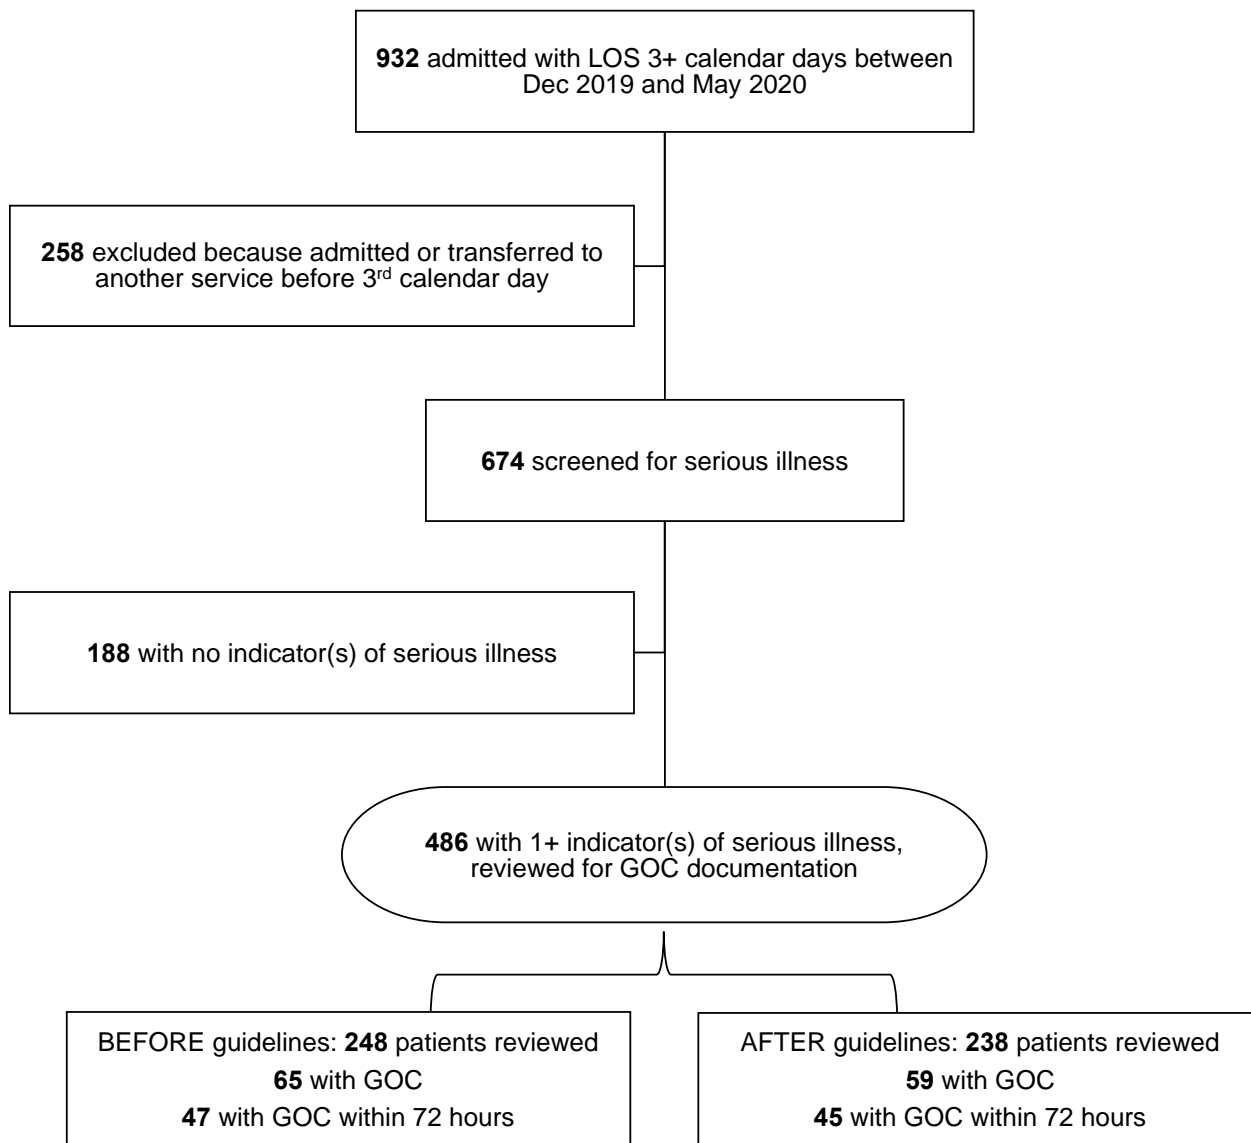 932 admitted with LOS 3+ calendar days between
Dec 2019 and May 2020
258 excluded because admitted or transferred to
another service before 3rd calendar day
674 screened for serious illness
188 with no indicator(s) of serious illness
486 with 1+ indicator(s) of serious illness,
reviewed for GOC documentation
BEFORE guidelines: 248 patients reviewed
65 with GOC
47 with GOC within 72 hours
AFTER guidelines: 238 patients reviewed
59 with GOC
45 with GOC within 72 hours